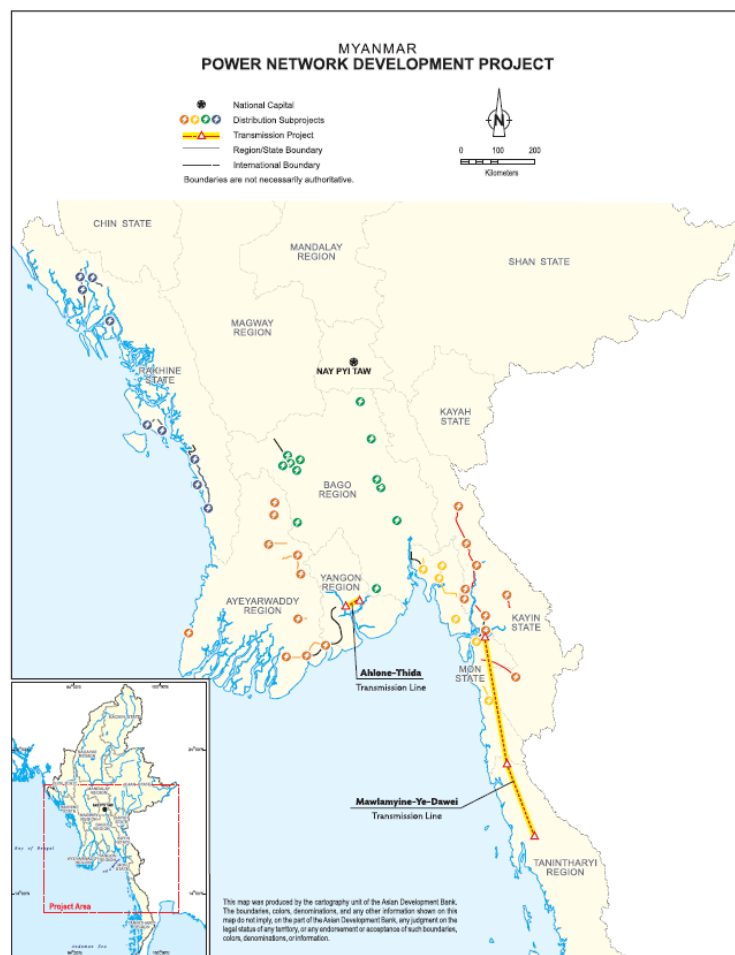 MYANMAR
POWER NETWORK DEVELOPMENT PROJECT
National Capital
Distribution Subprojects
Transmission Project
Region/State Boundary
International Boundary
Boundaries are not necessarily authoritative.
N
0 100 200
Kilometers
CHIN STATE
MANDALAY
REGION
SHAN STATE
MAGWAY
REGION
RAKHINE
STATE
NAY PYI TAW
KAYAH
STATE
BAGO
REGION
YANGON
REGION
AYEYARWADDY
REGION
KAYIN
STATE
MON
STATE
Ahlone-Thida
Transmission Line
Mawlamyine-Ye-Dawei
Transmission Line
TANINTHARYI
REGION
Bay of Bengal
Project Area
Andaman Sea
This map was produced by the cartography unit of the Asian Development Bank.
The boundaries, colors, denominations, and any other information shown on this
map do not imply, on the part of the Asian Development Bank, any judgment on the
legal status of any territory, or any endorsement or acceptance of such boundaries,
colors, denominations, or information.